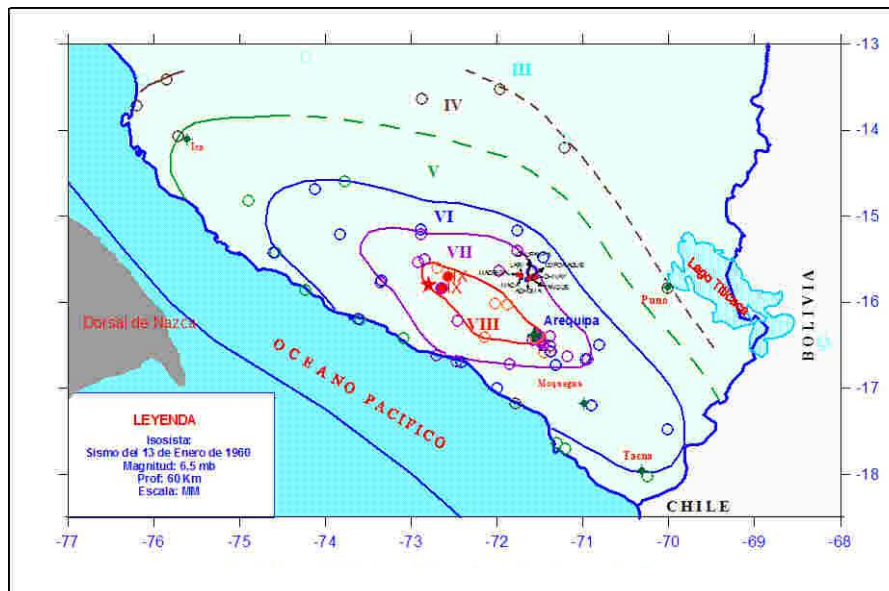 III
IV
V
VI
VII
VIII
IX
X
Ica
Puno
Lago Titicaca
BOLIVIA
Arequipa
Moquegua
Tacna
CHILE
Dorsal de Nazca
OCEANO PACIFICO
LEYENDA
Isosista:
Sismo del 13 de Enero de 1960
Magnitud: 6.5 mb
Prof: 60 Km
Escala: MM
-13
-14
-15
-16
-17
-18
-77
-76
-75
-74
-73
-72
-71
-70
-69
-68